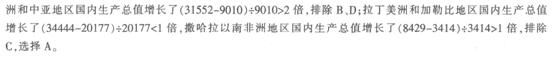 洲和中亚地区国内生产总值增长了(31552-9010)÷9010>2 倍,排除 B、D;拉丁美洲和加勒比地区国内生产总值
增长了(34444-20177)÷20177<1 倍,撒哈拉以南非洲地区国内生产总值增长了(8429-3414)÷3414>1 倍,排除
C,选择 A。